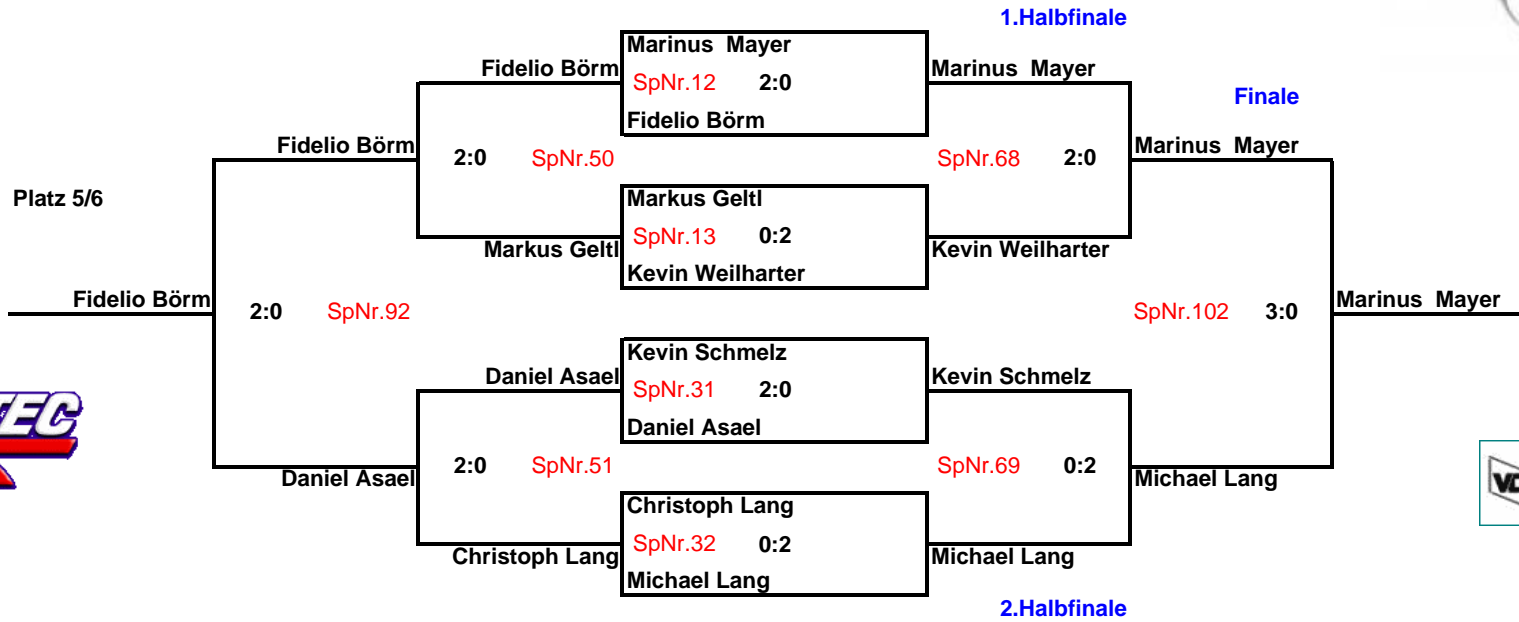 1.Halbfinale
Marinus  Mayer
Fidelio Börm
SpNr.12 2:0
Marinus  Mayer
Fidelio Börm
Finale
Fidelio Börm
2:0 SpNr.50
SpNr.68 2:0
Marinus  Mayer
Platz 5/6
Markus Geltl
Markus Geltl
SpNr.13 0:2
Kevin Weilharter
Kevin Weilharter
Fidelio Börm
2:0 SpNr.92
SpNr.102 3:0
Marinus  Mayer
Kevin Schmelz
Daniel Asael
SpNr.31 2:0
Kevin Schmelz
Daniel Asael
TEC
Daniel Asael
2:0 SpNr.51
SpNr.69 0:2
Michael Lang
Christoph Lang
Christoph Lang
SpNr.32 0:2
Michael Lang
Michael Lang
2.Halbfinale